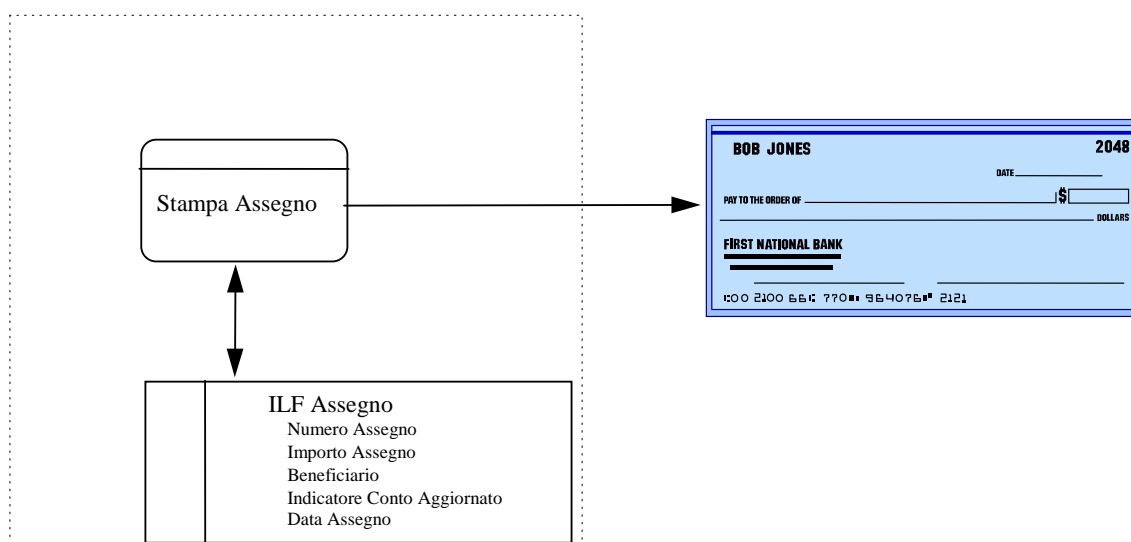 Stampa Assegno
BOB JONES 2048
DATE
PAY TO THE ORDER OF $
DOLLARS
FIRST NATIONAL BANK
ILF Assegno
Numero Assegno
Importo Assegno
Beneficiario
Indicatore Conto Aggiornato
Data Assegno